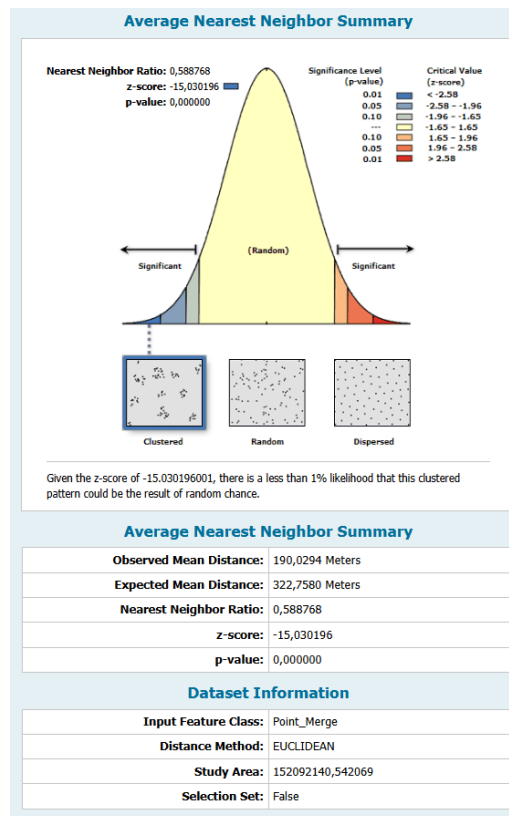 Average Nearest Neighbor Summary
Nearest Neighbor Ratio: 0,588768
z-score: -15,030196
p-value: 0,000000
Significance Level (p-value) Critical Value (z-score)
0.01 < -2.58
0.05 -2.58 - -1.96
0.10 -1.96 - -1.65
--- -1.65 - 1.65
0.10 1.65 - 1.96
0.05 1.96 - 2.58
0.01 > 2.58
(Random)
Significant Significant
Clustered Random Dispersed
Given the z-score of -15.030196001, there is a less than 1% likelihood that this clustered
pattern could be the result of random chance.
Average Nearest Neighbor Summary
Observed Mean Distance: 190,0294 Meters
Expected Mean Distance: 322,7580 Meters
Nearest Neighbor Ratio: 0,588768
z-score: -15,030196
p-value: 0,000000
Dataset Information
Input Feature Class: Point_Merge
Distance Method: EUCLIDEAN
Study Area: 152092140,542069
Selection Set: False